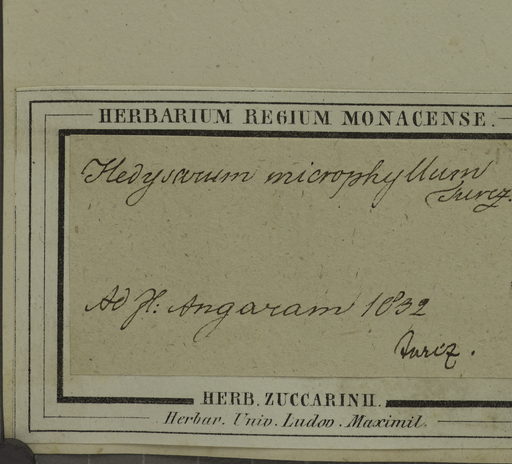 HERBARIUM REGIUM MONACENSE.
Hedysarum microphyllum
Turcz.
Ad fl: Angaram 1832
Turcz.
HERB. ZUCCARINII.
Herbar. Univ. Ludov. Maximil.